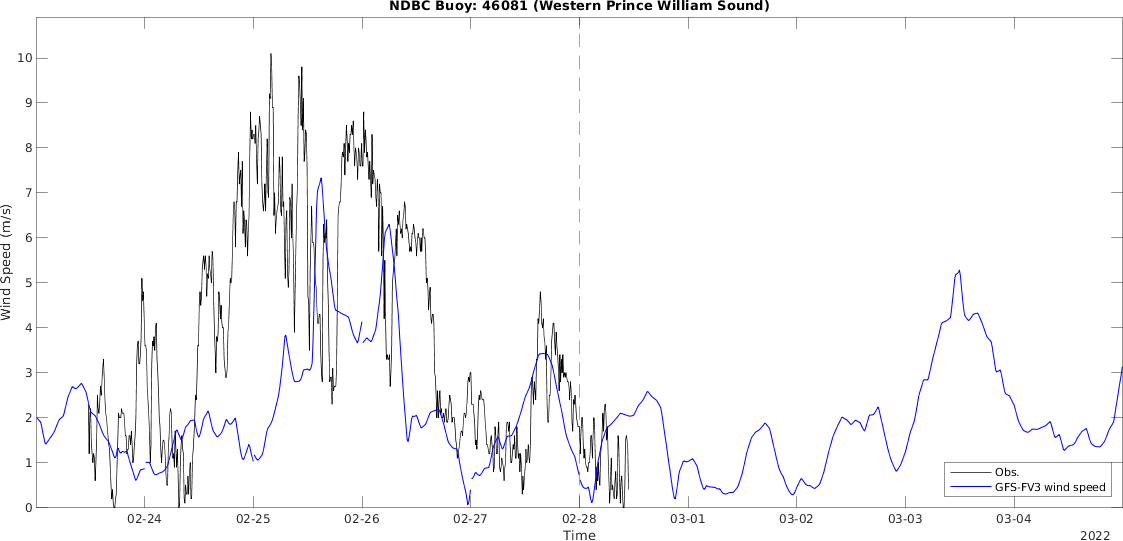 NDBC Buoy: 46081 (Western Prince William Sound)
10
9
8
7
6
5
4
3
2
1
0
Wind Speed (m/s)
02-24 02-25 02-26 02-27 02-28 03-01 03-02 03-03 03-04
Time
2022
Obs.
GFS-FV3 wind speed